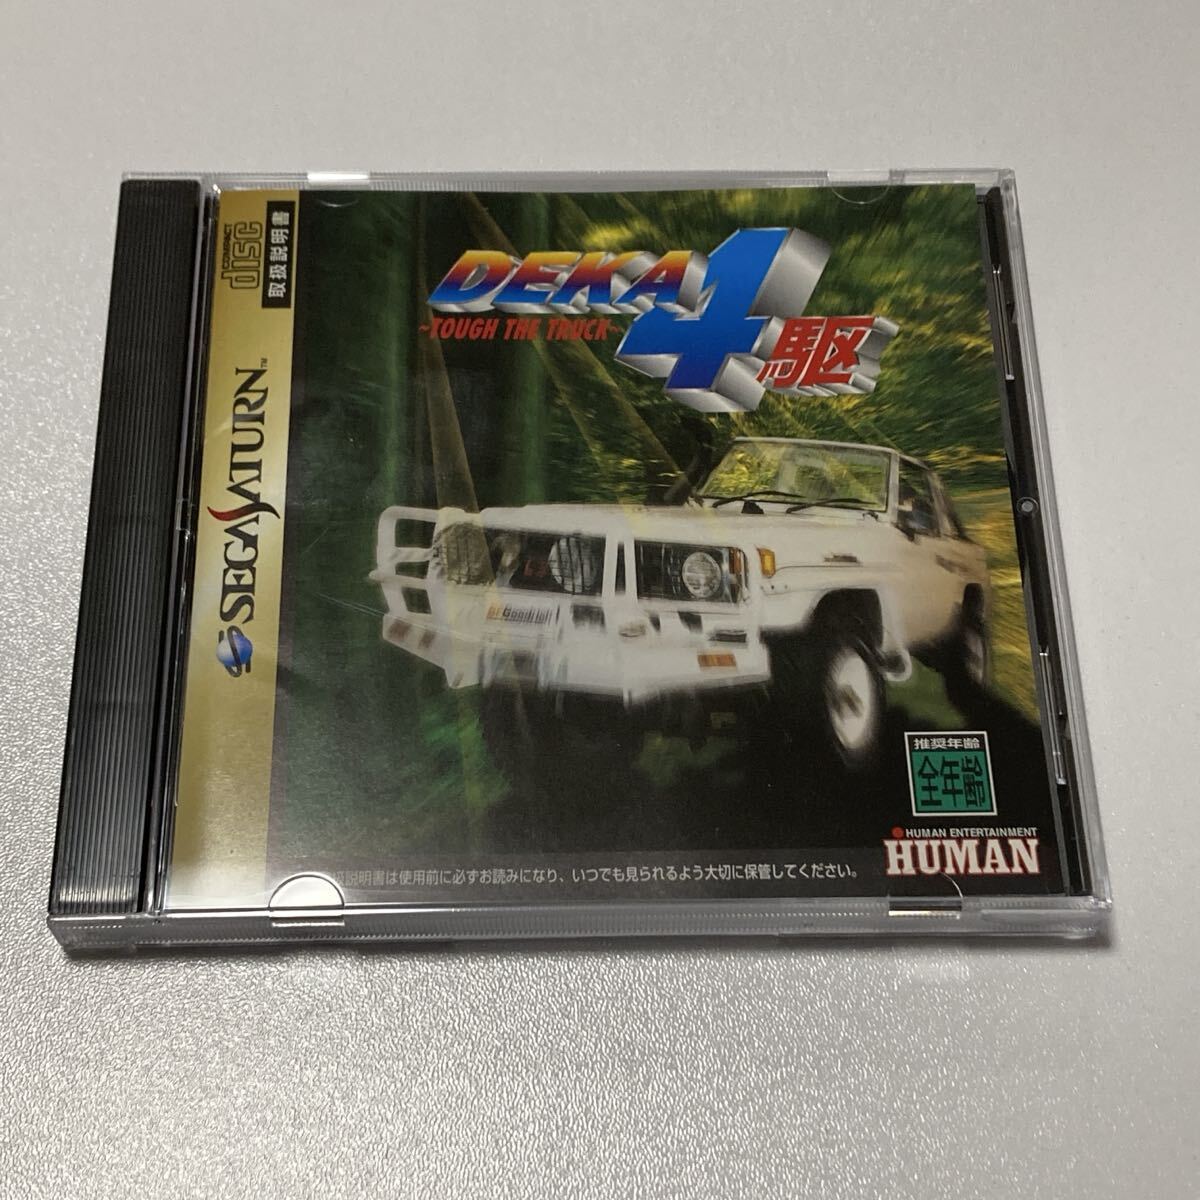 COMPACT
disc
取扱説明書
SEGA SATURN™
DEKA
4駆
~TOUGH THE TRUCK~
推奨年齢
全年齢
HUMAN ENTERTAINMENT
HUMAN
扱説明書は使用前に必ずお読みになり、いつでも見られるよう大切に保管してください。